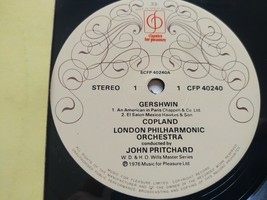 classics
for pleasure
SCFP 40240A
STEREO 1 1 CFP 40240
GERSHWIN
1. An American in Paris Chappell & Co. Ltd.
2. El Salon Mexico Hawkes & Son
COPLAND
LONDON PHILHARMONIC
ORCHESTRA
conducted by
JOHN PRITCHARD
W. D. & H. O. Wills Master Series
℗ 1976 Music for Pleasure Ltd.